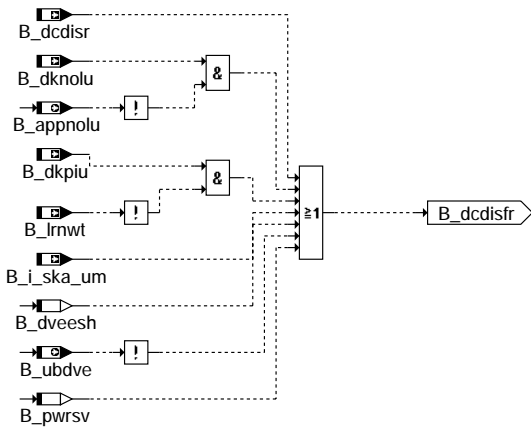 B_dcdisr
B_dknolu
&
B_appnolu
!
B_dkpiu
&
B_lrnwt
!
≧1
B_dcdisfr
B_i_ska_um
B_dveesh
B_ubdve
!
B_pwrsv